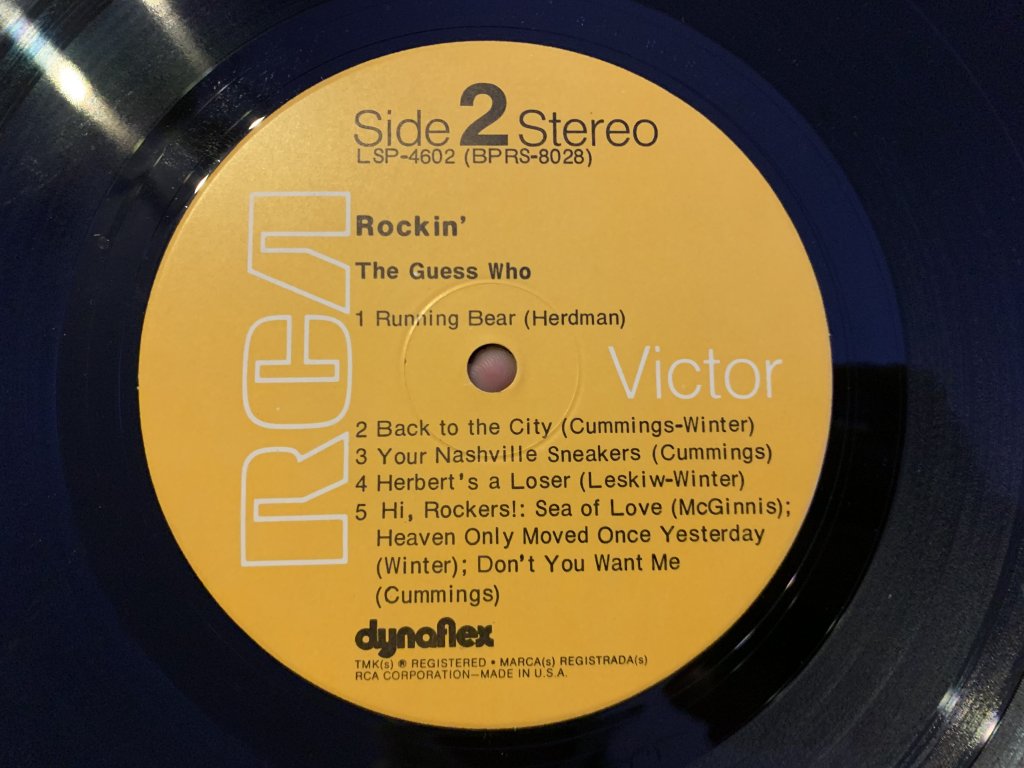 Side 2 Stereo
LSP-4602 (BPRS-8028)
RCA
Rockin'
The Guess Who
1 Running Bear (Herdman)
Victor
2 Back to the City (Cummings-Winter)
3 Your Nashville Sneakers (Cummings)
4 Herbert's a Loser (Leskiw-Winter)
5 Hi, Rockers!: Sea of Love (McGinnis);
Heaven Only Moved Once Yesterday
(Winter); Don't You Want Me
(Cummings)
dynaflex
TMK(s) ® REGISTERED • MARCA(s) REGISTRADA(s)
RCA CORPORATION—MADE IN U.S.A.